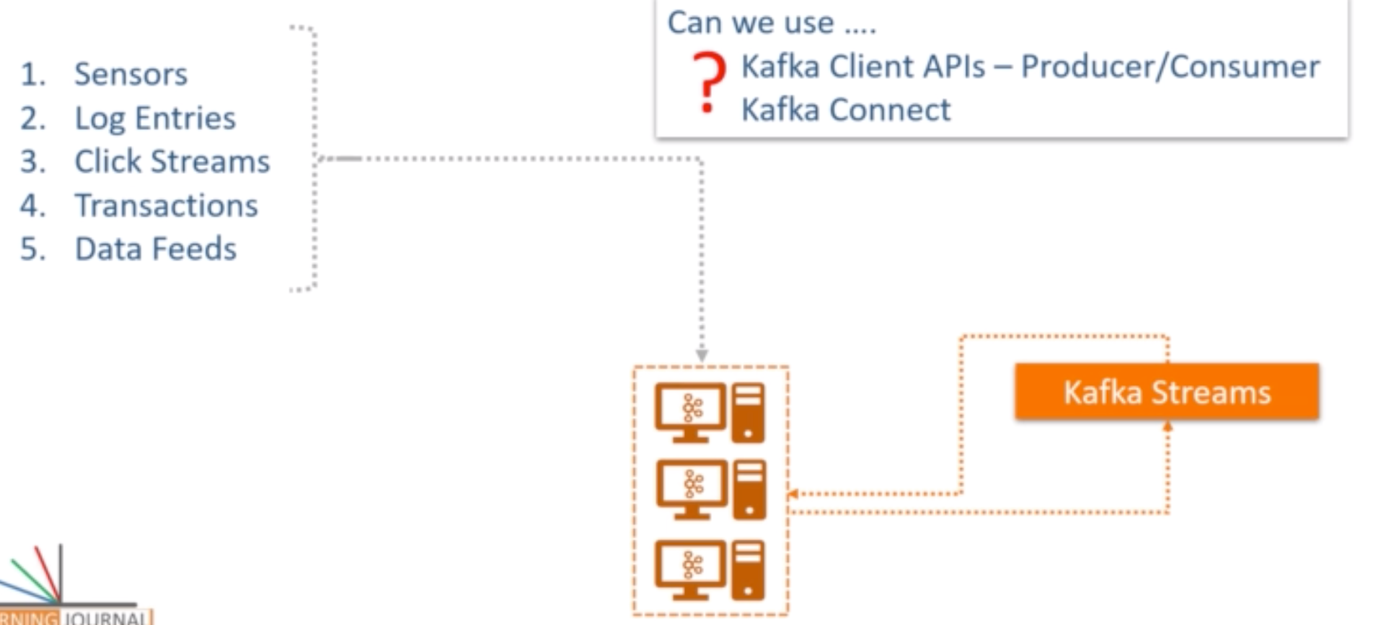 1. Sensors
2. Log Entries
3. Click Streams
4. Transactions
5. Data Feeds
Can we use ....
? Kafka Client APIs – Producer/Consumer
Kafka Connect
Kafka Streams
RNING JOURNAL